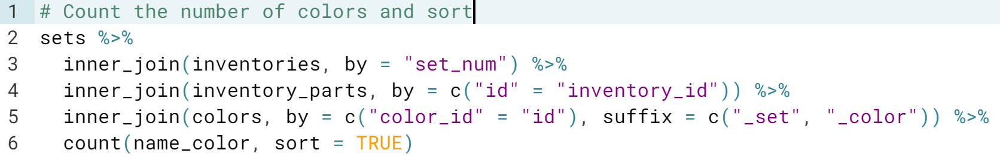 1 # Count the number of colors and sort
2 sets %>%
3   inner_join(inventories, by = "set_num") %>%
4   inner_join(inventory_parts, by = c("id" = "inventory_id")) %>%
5   inner_join(colors, by = c("color_id" = "id"), suffix = c("_set", "_color")) %>%
6   count(name_color, sort = TRUE)